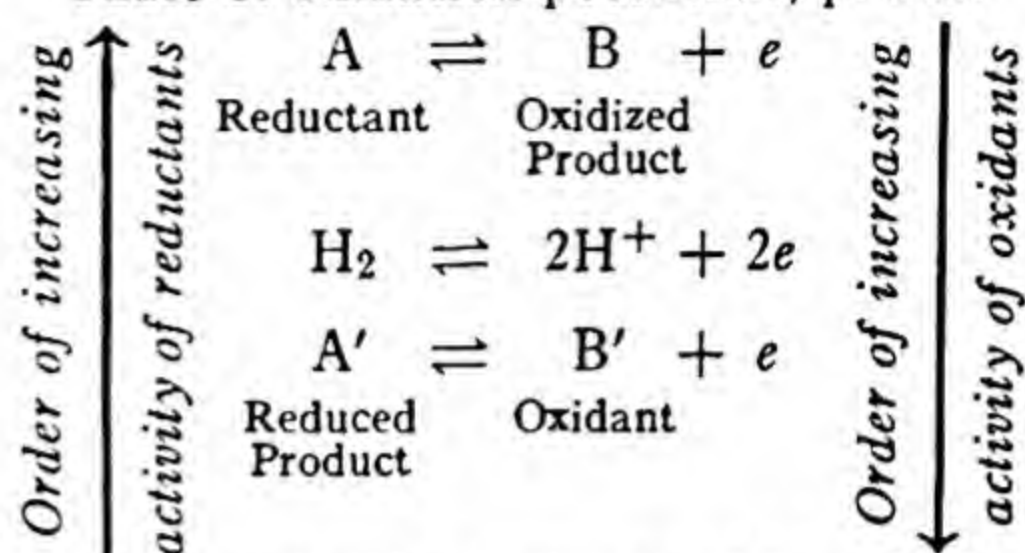 Order of increasing
activity of reductants
A ⇌ B + e
Reductant Oxidized
Product
H₂ ⇌ 2H⁺ + 2e
A′ ⇌ B′ + e
Reduced Oxidant
Product
Order of increasing
activity of oxidants